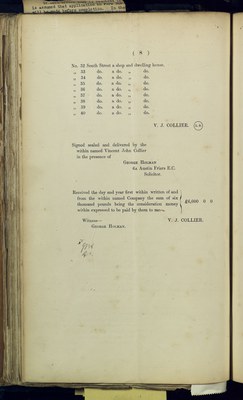 ( 8 )
No. 32 South Street a shop and dwelling house.
„ 33 do. a do. „ do.
„ 34 do. a do. „ do.
„ 35 do. a do. „ do.
„ 36 do. a do. „ do.
„ 37 do. a do. „ do.
„ 38 do. a do. „ do.
„ 39 do. a do. „ do.
„ 40 do. a do. „ do.
V. J. COLLIER.
Signed sealed and delivered by the
within named Vincent John Collier
in the presence of
GEORGE HOLMAN
Austin Friars E.C.
Solicitor.
Received the day and year first within written of and
from the within named Company the sum of six
thousand pounds being the consideration money
within expressed to be paid by them to me—
£6,000 0 0
Witness—
V. J. COLLIER.
GEORGE HOLMAN.